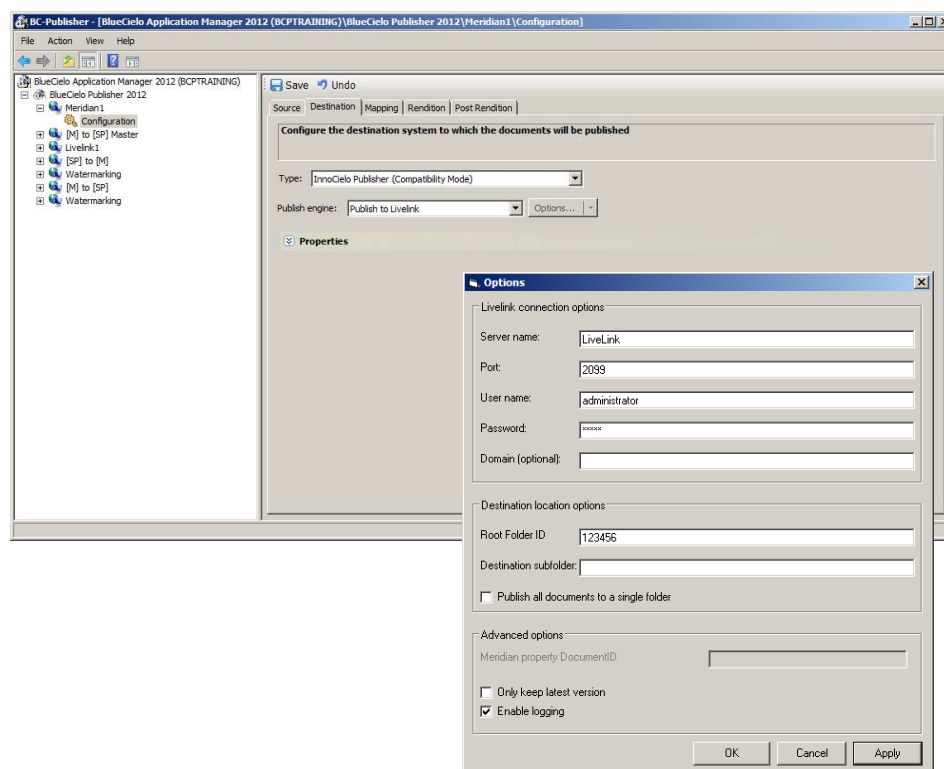 BC-Publisher - [BlueCielo Application Manager 2012 (BCPTRAINING)\BlueCielo Publisher 2012\Meridian1\Configuration]
File Action View Help
BlueCielo Application Manager 2012 (BCPTRAINING)
BlueCielo Publisher 2012
Meridian1
Configuration
[M] to [SP] Master
Livelink1
[SP] to [M]
Watermarking
[M] to [SP]
Watermarking
Save Undo
Source Destination Mapping Rendition Post Rendition
Configure the destination system to which the documents will be published
Type: InnoCielo Publisher (Compatibility Mode)
Publish engine: Publish to Livelink Options...
Properties
Options
Livelink connection options
Server name: LiveLink
Port: 2099
User name: administrator
Password: xxxxx
Domain (optional):
Destination location options
Root Folder ID 123456
Destination subfolder:
Publish all documents to a single folder
Advanced options
Meridian property DocumentID
Only keep latest version
Enable logging
OK Cancel Apply